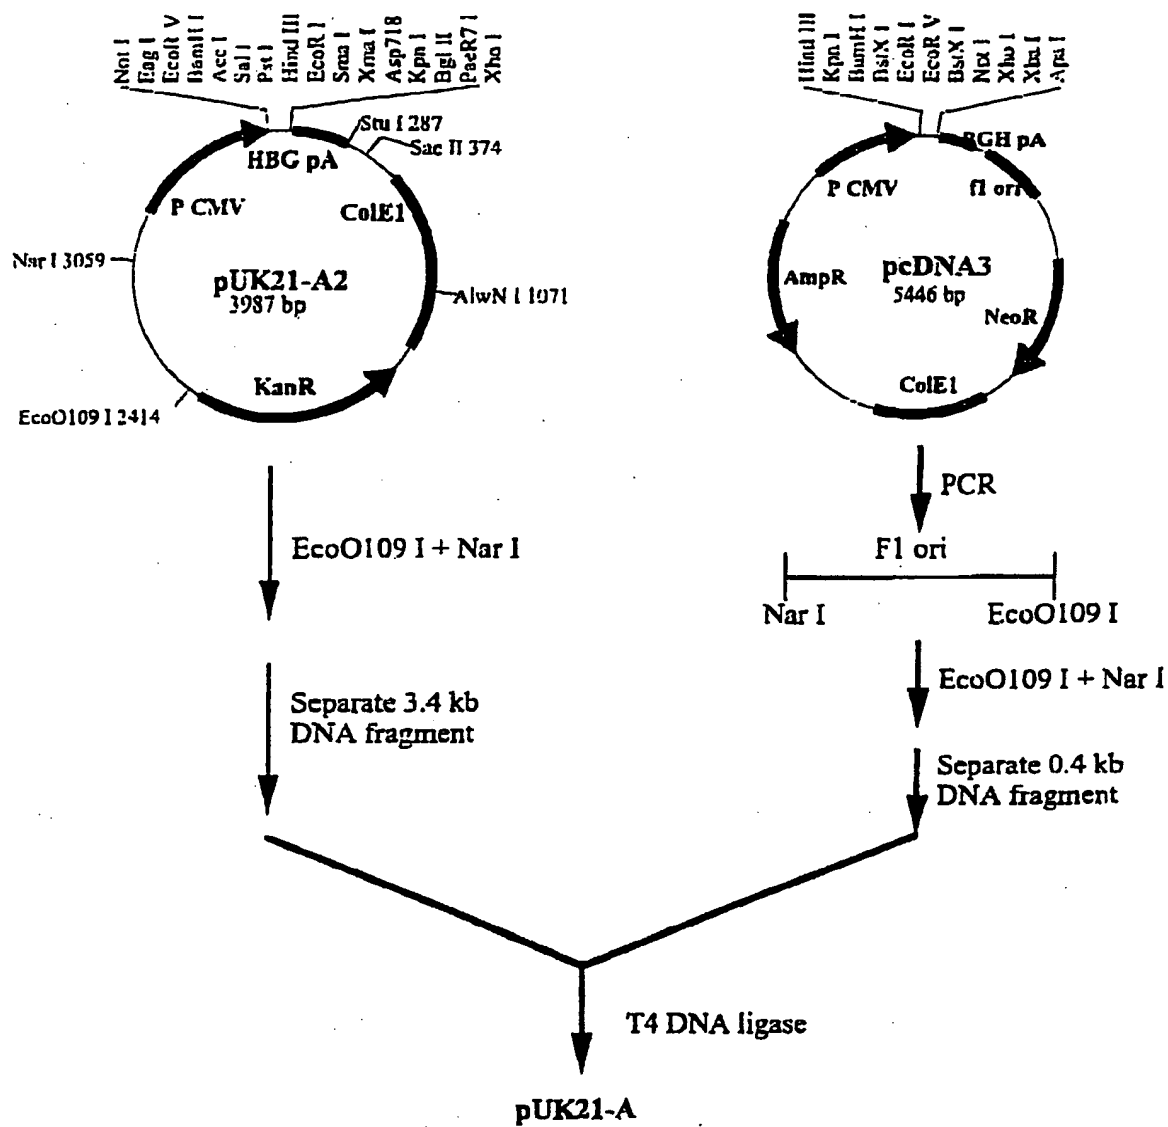 Not I
Eag I
EcoR V
BamH I
Acc I
Sal I
Pst I
Hind III
EcoR I
Sma I
Xma I
Asp718
Kpn I
Bgl II
PaeR7 I
Xho I
Stu I 287
Sac II 374
HBG pA
P CMV
ColE1
Nar I 3059
pUK21-A2
3987 bp
AlwN I 1071
KanR
EcoO109 I 2414
EcoO109 I + Nar I
Separate 3.4 kb
DNA fragment
Hind III
Kpn I
BamH I
BstX I
EcoR I
EcoR V
BstX I
Not I
Xho I
Xba I
Apa I
BGH pA
P CMV
f1 ori
AmpR
pcDNA3
5446 bp
NeoR
ColE1
PCR
F1 ori
Nar I
EcoO109 I
EcoO109 I + Nar I
Separate 0.4 kb
DNA fragment
T4 DNA ligase
pUK21-A